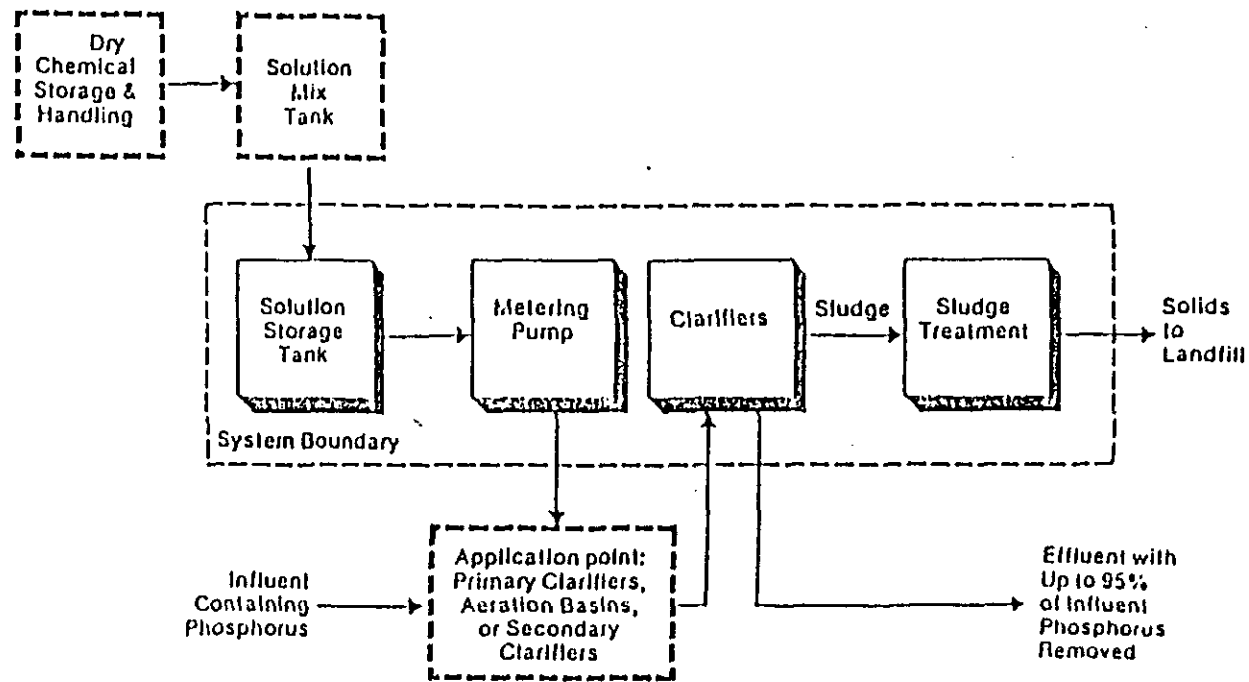 Dry
Chemical
Storage &
Handling
Solution
Mix
Tank
Solution
Storage
Tank
Metering
Pump
Clarifiers
Sludge
Sludge
Treatment
Solids
to
Landfill
System Boundary
Influent
Containing
Phosphorus
Application point:
Primary Clarifiers,
Aeration Basins,
or Secondary
Clarifiers
Effluent with
Up to 95%
of Influent
Phosphorus
Removed